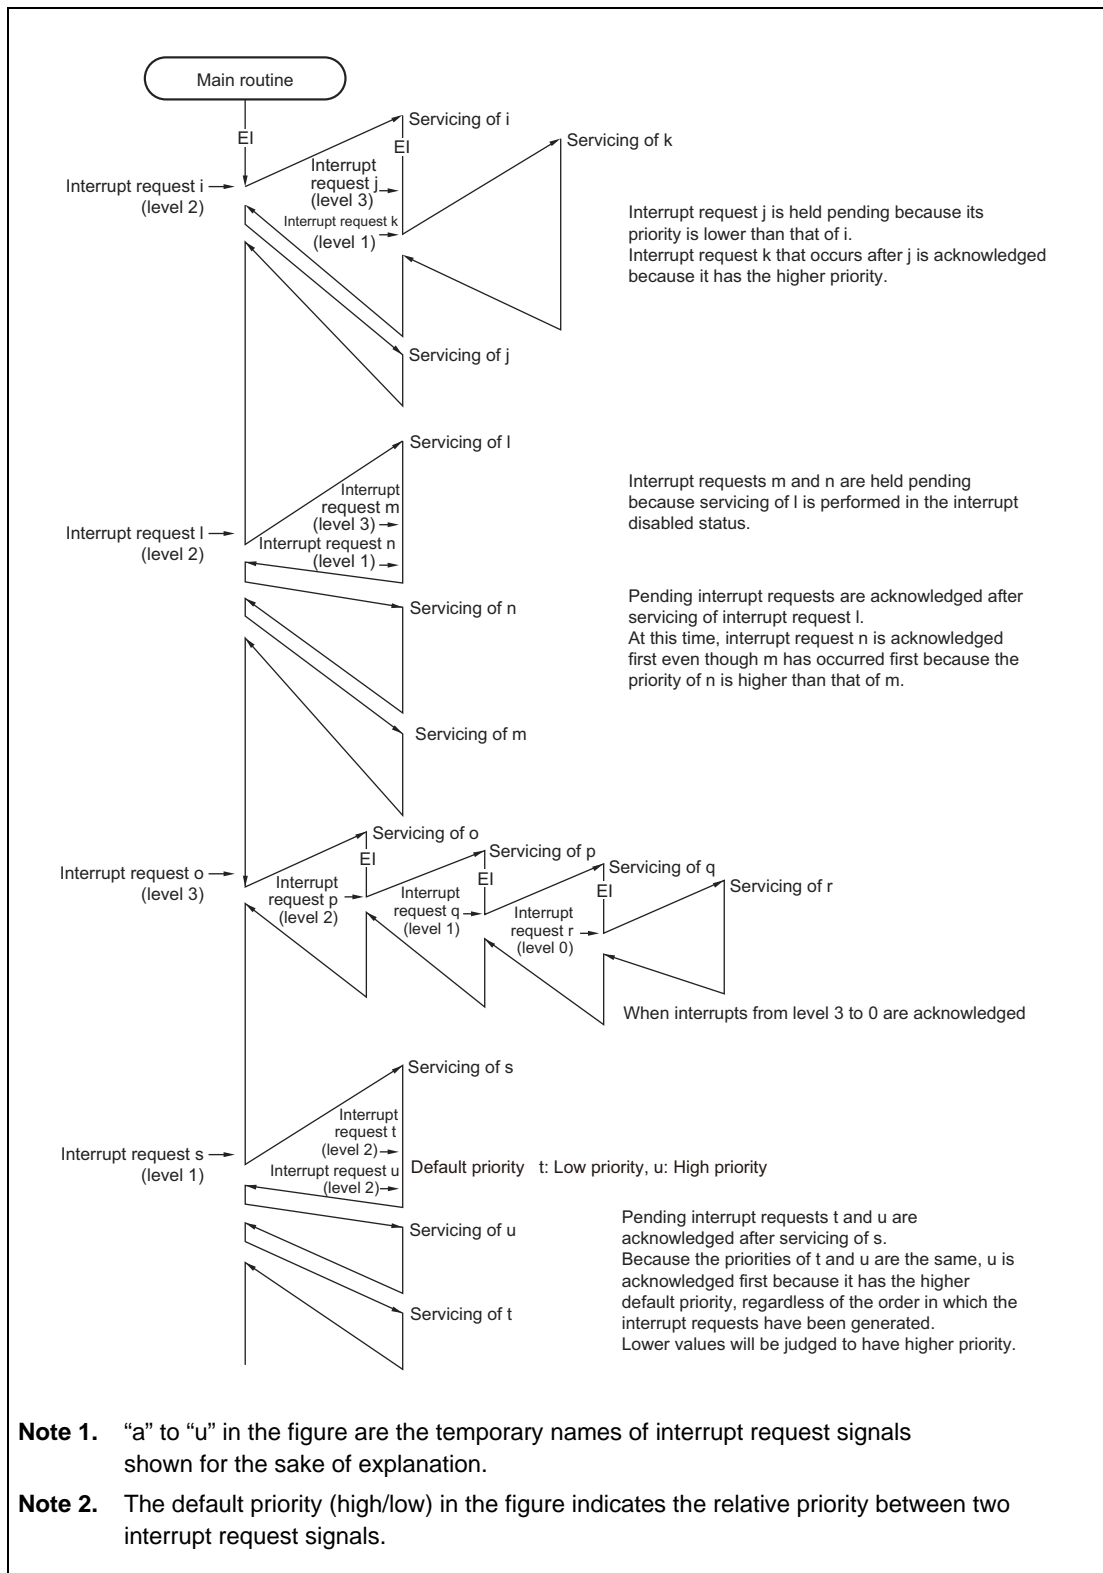 Main routine
EI
Servicing of i
EI
Servicing of k
Interrupt request i
(level 2)
Interrupt
request j
(level 3)
Interrupt request k
(level 1)
Interrupt request j is held pending because its
priority is lower than that of i.
Interrupt request k that occurs after j is acknowledged
because it has the higher priority.
Servicing of j
Servicing of l
Interrupt request l
(level 2)
Interrupt
request m
(level 3)
Interrupt request n
(level 1)
Interrupt requests m and n are held pending
because servicing of l is performed in the interrupt
disabled status.
Servicing of n
Pending interrupt requests are acknowledged after
servicing of interrupt request l.
At this time, interrupt request n is acknowledged
first even though m has occurred first because the
priority of n is higher than that of m.
Servicing of m
Servicing of o
EI
Servicing of p
EI
Servicing of q
EI
Servicing of r
Interrupt request o
(level 3)
Interrupt
request p
(level 2)
Interrupt
request q
(level 1)
Interrupt
request r
(level 0)
When interrupts from level 3 to 0 are acknowledged
Servicing of s
Interrupt request s
(level 1)
Interrupt
request t
(level 2)
Interrupt request u
(level 2)
Default priority t: Low priority, u: High priority
Servicing of u
Pending interrupt requests t and u are
acknowledged after servicing of s.
Because the priorities of t and u are the same, u is
acknowledged first because it has the higher
default priority, regardless of the order in which the
interrupt requests have been generated.
Lower values will be judged to have higher priority.
Servicing of t
Note 1. “a” to “u” in the figure are the temporary names of interrupt request signals
shown for the sake of explanation.
Note 2. The default priority (high/low) in the figure indicates the relative priority between two
interrupt request signals.